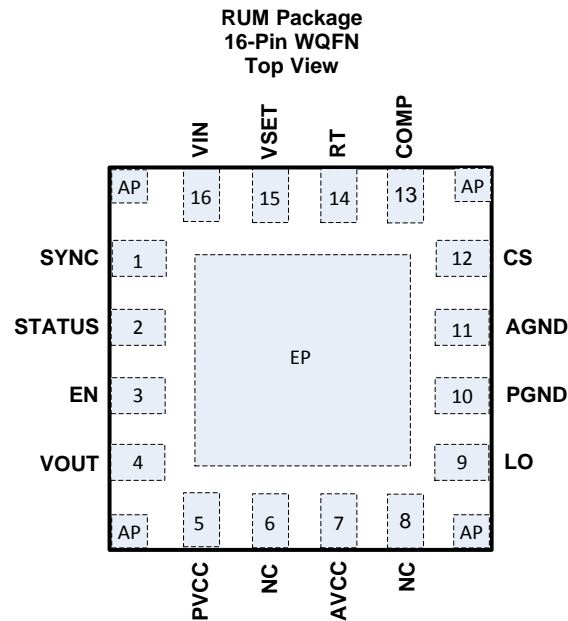 RUM Package
16-Pin WQFN
Top View
VIN
VSET
RT
COMP
AP
16
15
14
13
AP
SYNC
1
12
CS
STATUS
2
11
AGND
EP
EN
3
10
PGND
VOUT
4
9
LO
AP
5
6
7
8
AP
PVCC
NC
AVCC
NC